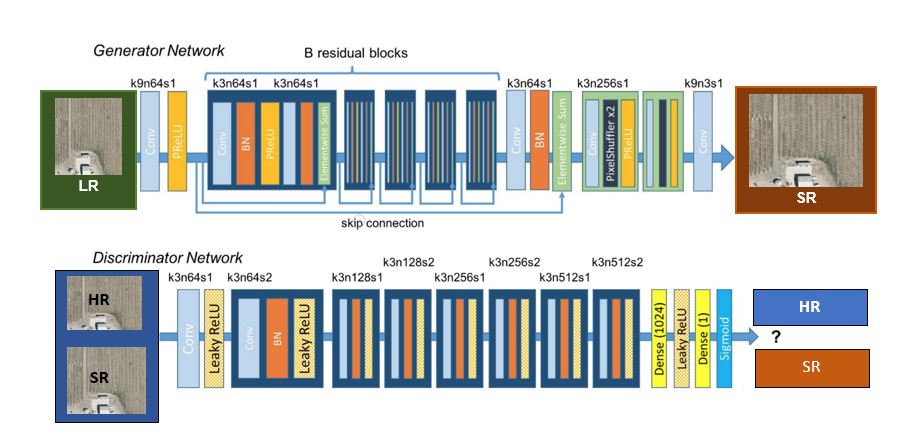 Generator Network
B residual blocks
k9n64s1
k3n64s1
k3n64s1
k3n64s1
k3n256s1
k9n3s1
LR
Conv
PReLU
Conv
BN
PReLU
Elementwise Sum
Conv
BN
Elementwise Sum
Conv
PixelShuffler x2
PReLU
Conv
SR
skip connection
Discriminator Network
k3n64s1
k3n64s2
k3n128s1
k3n128s2
k3n256s1
k3n256s2
k3n512s1
k3n512s2
HR
SR
Conv
Leaky ReLU
Conv
BN
Leaky ReLU
Dense (1024)
Leaky ReLU
Dense (1)
Sigmoid
HR
?
SR